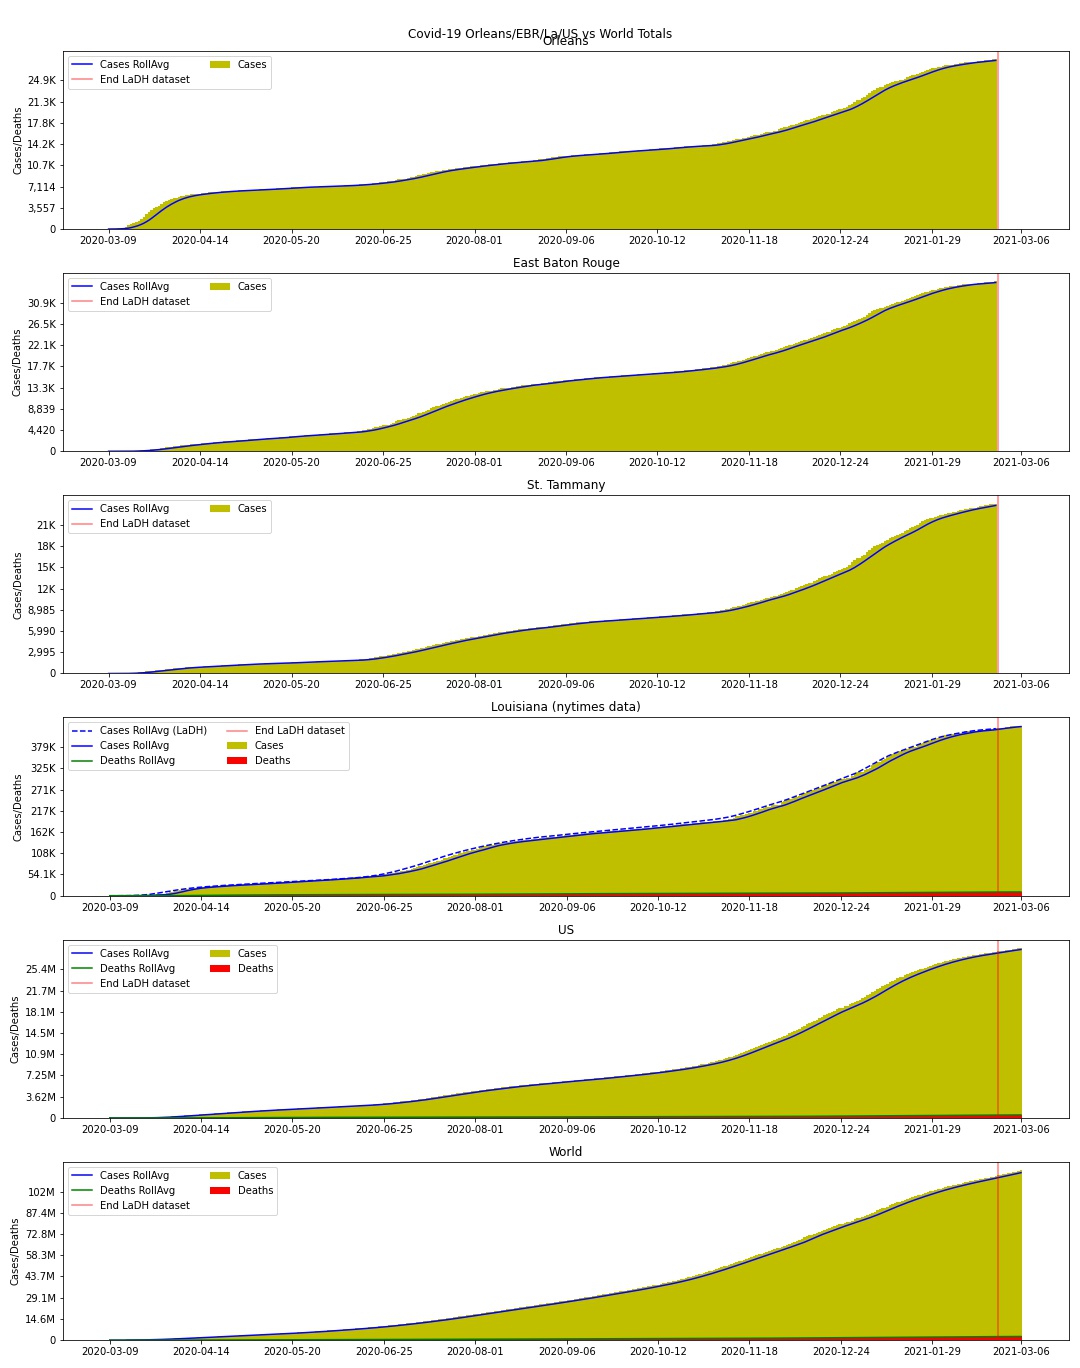 Covid-19 Orleans/EBR/La/US vs World Totals
Orleans
Cases RollAvg
End LaDH dataset
Cases
Cases/Deaths
24.9K
21.3K
17.8K
14.2K
10.7K
7,114
3,557
0
2020-03-09 2020-04-14 2020-05-20 2020-06-25 2020-08-01 2020-09-06 2020-10-12 2020-11-18 2020-12-24 2021-01-29 2021-03-06
East Baton Rouge
Cases RollAvg
End LaDH dataset
Cases
Cases/Deaths
30.9K
26.5K
22.1K
17.7K
13.3K
8,839
4,420
0
2020-03-09 2020-04-14 2020-05-20 2020-06-25 2020-08-01 2020-09-06 2020-10-12 2020-11-18 2020-12-24 2021-01-29 2021-03-06
St. Tammany
Cases RollAvg
End LaDH dataset
Cases
Cases/Deaths
21K
18K
15K
12K
8,985
5,990
2,995
0
2020-03-09 2020-04-14 2020-05-20 2020-06-25 2020-08-01 2020-09-06 2020-10-12 2020-11-18 2020-12-24 2021-01-29 2021-03-06
Louisiana (nytimes data)
Cases RollAvg (LaDH)
Cases RollAvg
Deaths RollAvg
End LaDH dataset
Cases
Deaths
Cases/Deaths
379K
325K
271K
217K
162K
108K
54.1K
0
2020-03-09 2020-04-14 2020-05-20 2020-06-25 2020-08-01 2020-09-06 2020-10-12 2020-11-18 2020-12-24 2021-01-29 2021-03-06
US
Cases RollAvg
Deaths RollAvg
End LaDH dataset
Cases
Deaths
Cases/Deaths
25.4M
21.7M
18.1M
14.5M
10.9M
7.25M
3.62M
0
2020-03-09 2020-04-14 2020-05-20 2020-06-25 2020-08-01 2020-09-06 2020-10-12 2020-11-18 2020-12-24 2021-01-29 2021-03-06
World
Cases RollAvg
Deaths RollAvg
End LaDH dataset
Cases
Deaths
Cases/Deaths
102M
87.4M
72.8M
58.3M
43.7M
29.1M
14.6M
0
2020-03-09 2020-04-14 2020-05-20 2020-06-25 2020-08-01 2020-09-06 2020-10-12 2020-11-18 2020-12-24 2021-01-29 2021-03-06